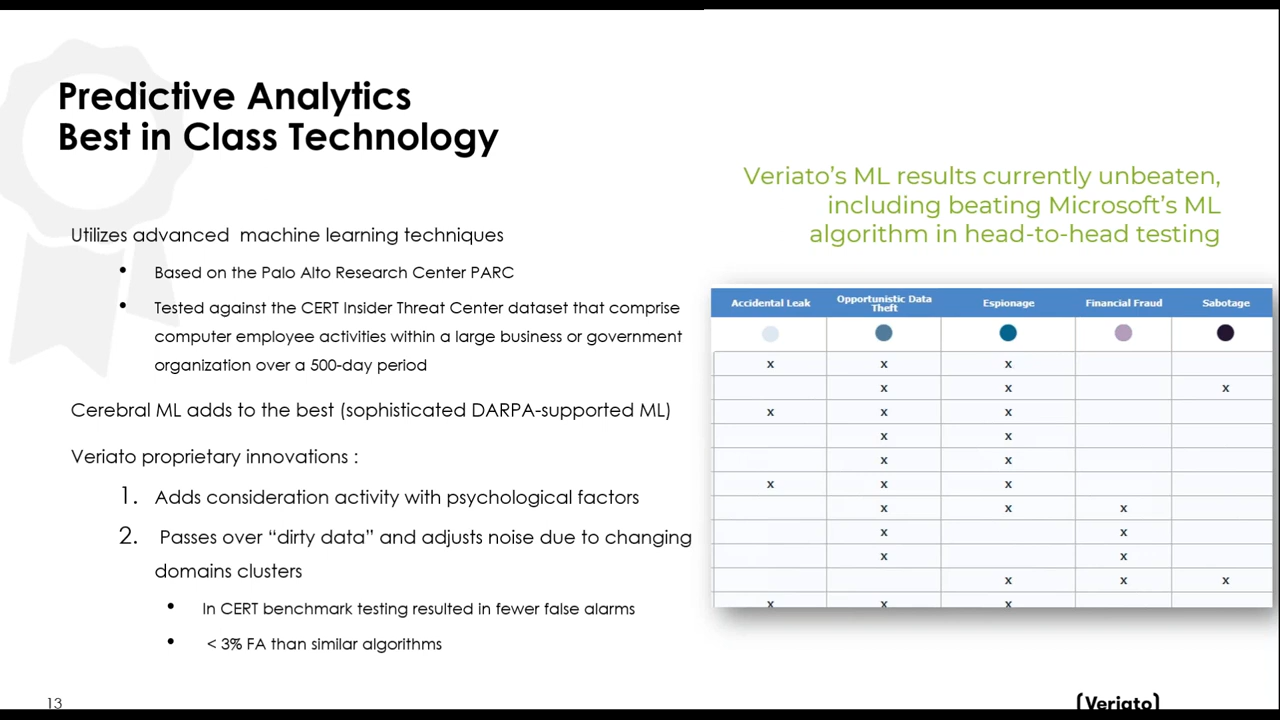 Predictive Analytics
Best in Class Technology
Veriato’s ML results currently unbeaten,
including beating Microsoft’s ML
algorithm in head-to-head testing
Utilizes advanced  machine learning techniques
• Based on the Palo Alto Research Center PARC
• Tested against the CERT Insider Threat Center dataset that comprise
computer employee activities within a large business or government
organization over a 500-day period
Cerebral ML adds to the best (sophisticated DARPA-supported ML)
Veriato proprietary innovations :
1. Adds consideration activity with psychological factors
2. Passes over “dirty data” and adjusts noise due to changing
domains clusters
• In CERT benchmark testing resulted in fewer false alarms
• < 3% FA than similar algorithms
Accidental Leak Opportunistic Data Theft Espionage Financial Fraud Sabotage
x x x
x x x
x x x
x x
x x
x x x
x x x
x x
x x
x x x
x x x
13
(Veriato)